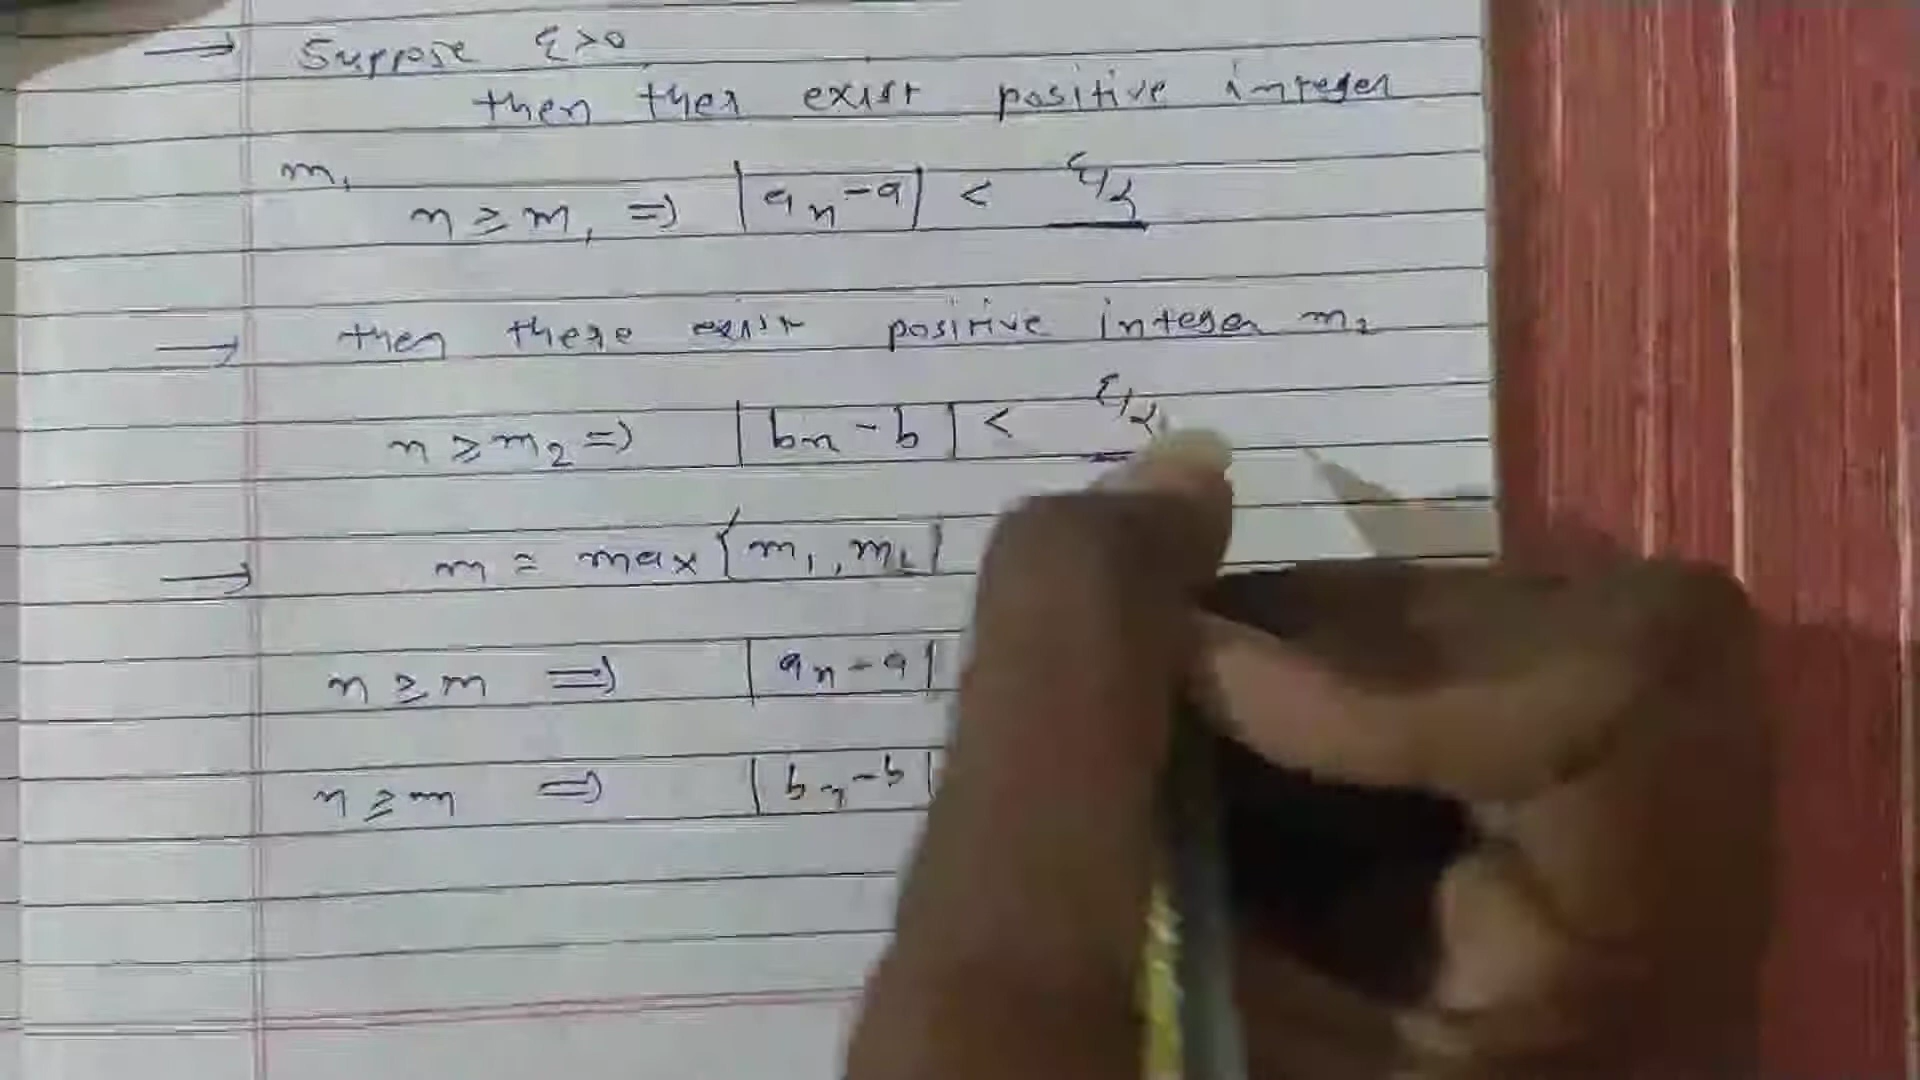 → Suppose ε>0
then ther exist positive integer
m₁
n ≥ m₁ ⇒ |aₙ-a| < ε/2
→ then there exist positive integer m₂
n ≥ m₂ ⇒ |bₙ-b| < ε/2
→ m = max {m₁, m₂}
n ≥ m ⇒ |aₙ-a|
n ≥ m ⇒ |bₙ-b|